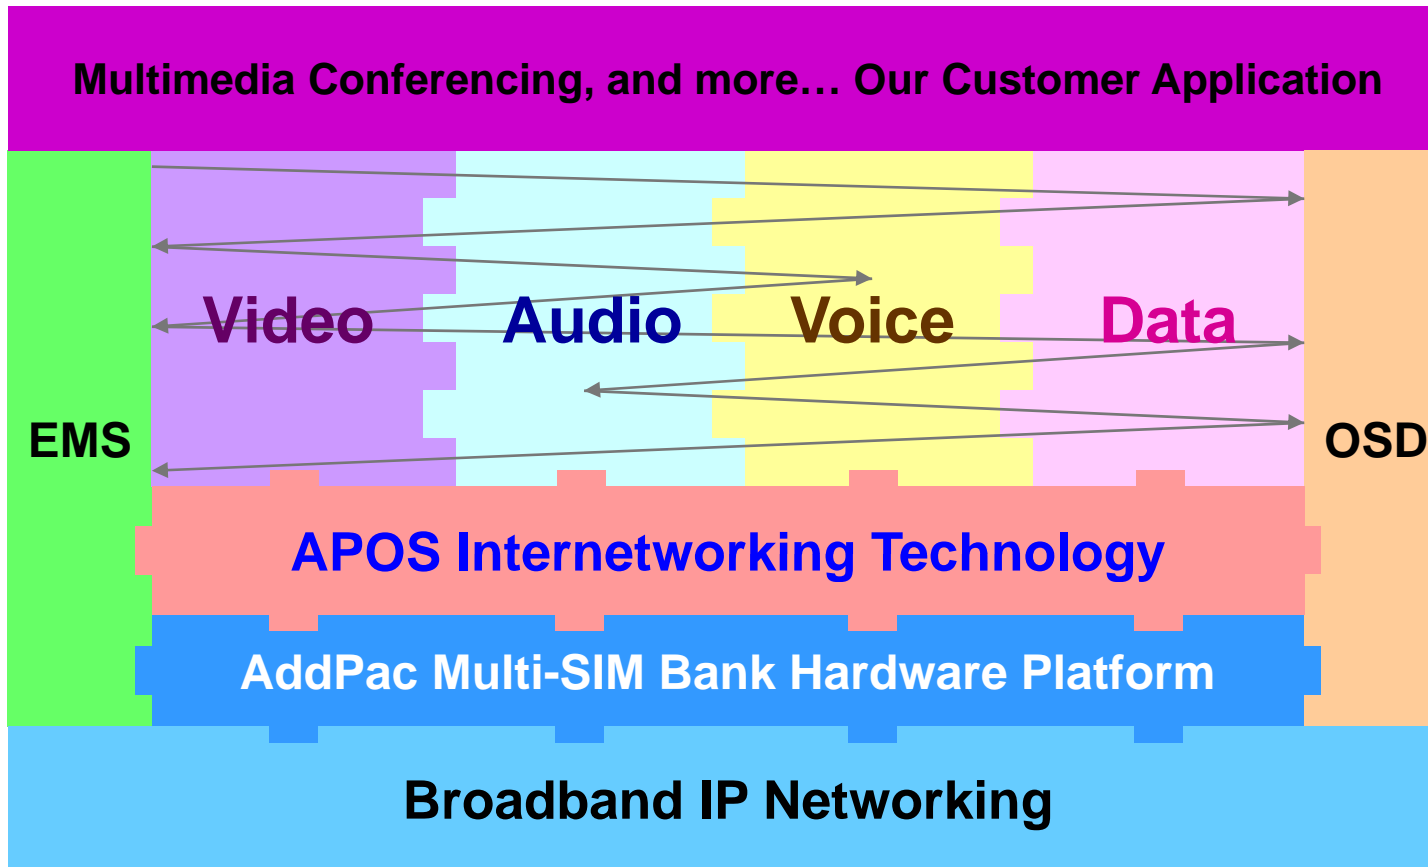 Multimedia Conferencing, and more… Our Customer Application
Video Audio Voice Data
EMS
OSD
APOS Internetworking Technology
AddPac Multi-SIM Bank Hardware Platform
Broadband IP Networking